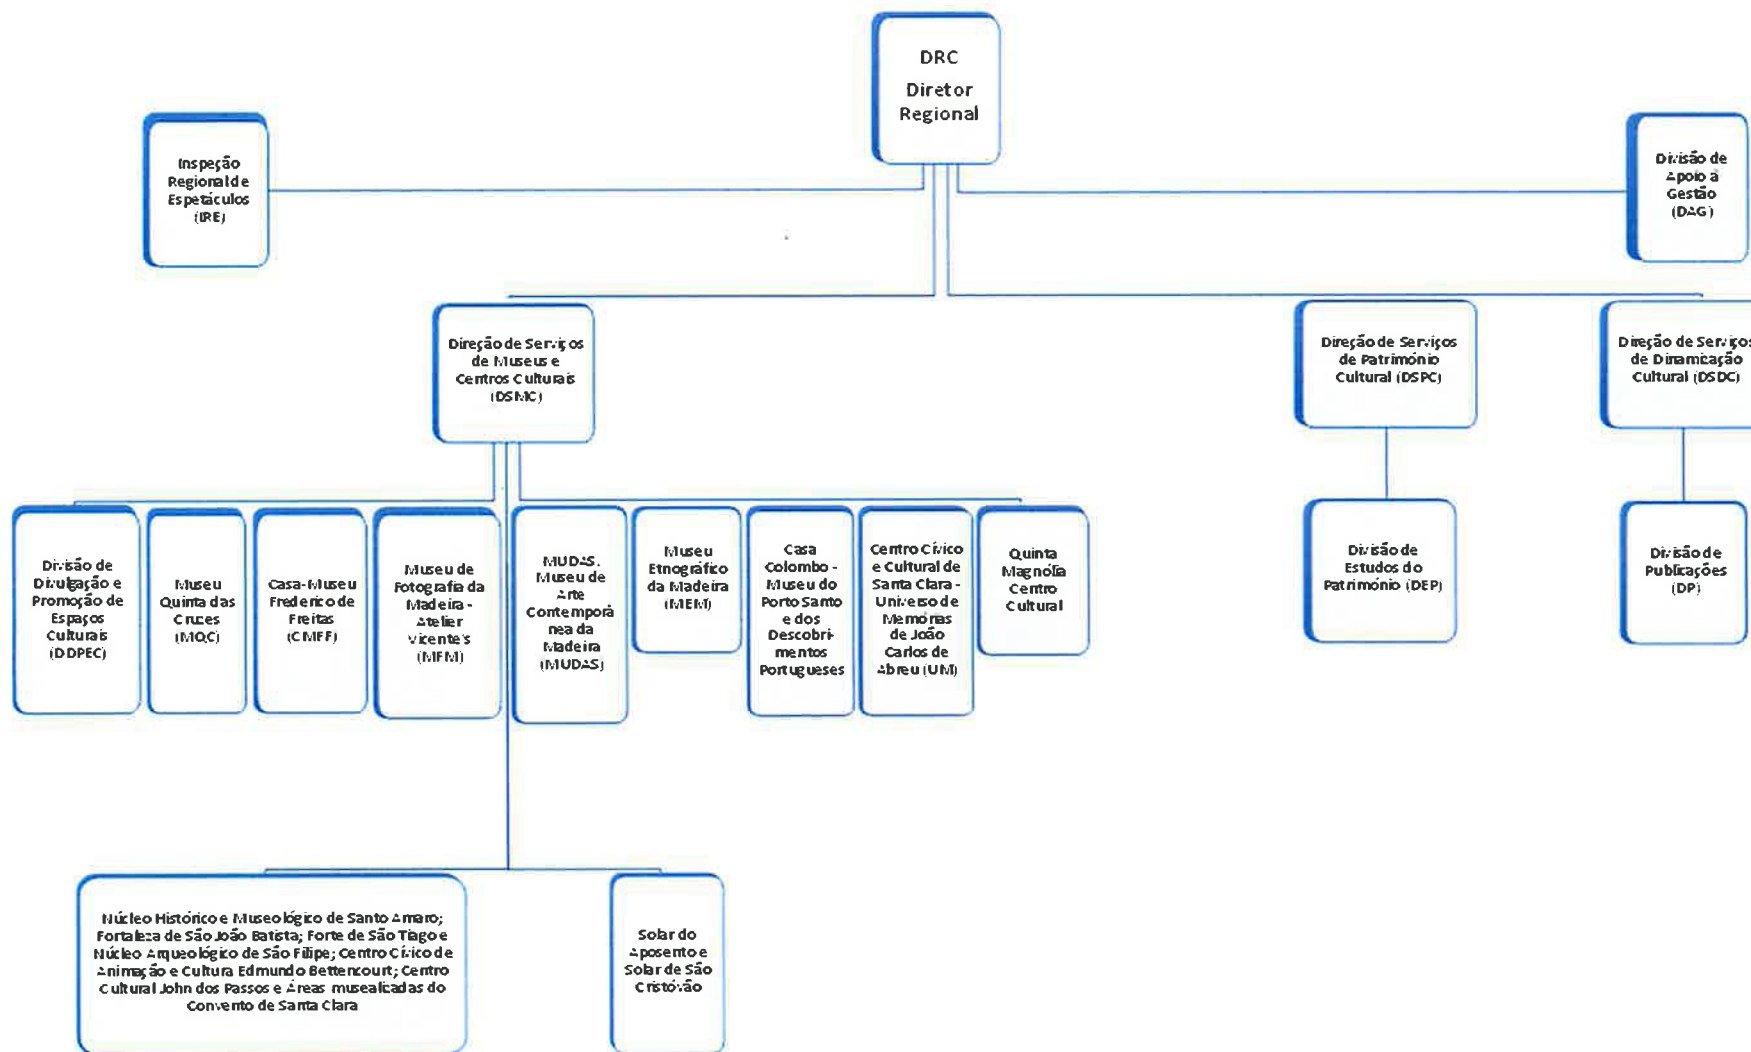 DRC
Diretor
Regional
Inspeção
Regional de
Espetáculos
(IRE)
Divisão de
Apoio à
Gestão
(DAG)
Direção de Serviços
de Museus e
Centros Culturais
(DSMC)
Direção de Serviços
de Património
Cultural (DSPC)
Direção de Serviços
de Dinamização
Cultural (DSDC)
Divisão de
Divulgação e
Promoção de
Espaços
Culturais
(DDPEC)
Museu
Quinta das
Cruzes
(MQC)
Casa-Museu
Frederico de
Freitas
(CMFF)
Museu de
Fotografia da
Madeira -
Atelier
Vicente's
(MFM)
MUDAS.
Museu de
Arte
Contemporâ
nea da
Madeira
(MUDAS)
Museu
Etnográfico
da Madeira
(MEM)
Casa
Colombo -
Museu do
Porto Santo
e dos
Descobri-
mentos
Portugueses
Centro Cívico
e Cultural de
Santa Clara -
Universo de
Memórias
de João
Carlos de
Abreu (UM)
Quinta
Magnólia
Centro
Cultural
Divisão de
Estudos do
Património (DEP)
Divisão de
Publicações
(DP)
Núcleo Histórico e Museológico de Santo Amaro;
Fortaleza de São João Batista; Forte de São Tiago e
Núcleo Arqueológico de São Filipe; Centro Cívico de
Animação e Cultura Edmundo Bettencourt; Centro
Cultural John dos Passos e Áreas musealizadas do
Convento de Santa Clara
Solar do
Aposento e
Solar de São
Cristóvão